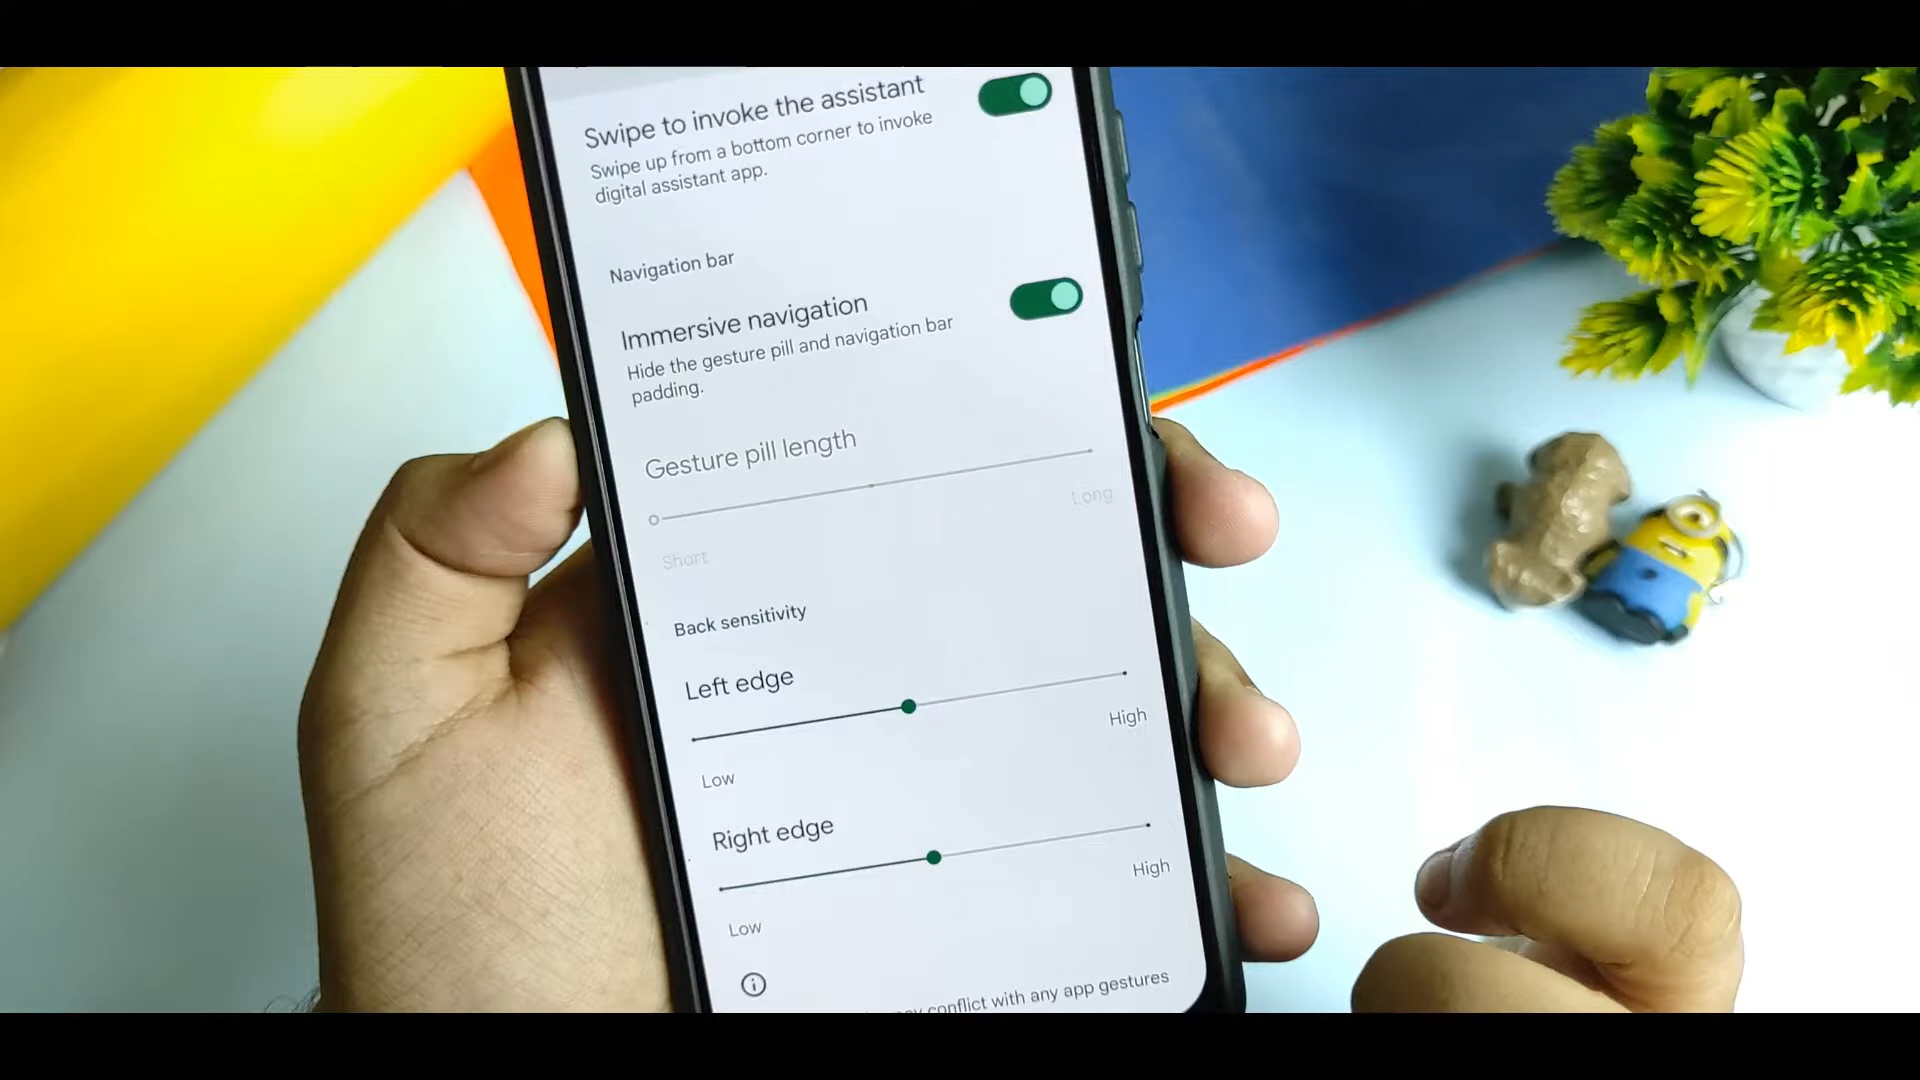 Swipe to invoke the assistant
Swipe up from a bottom corner to invoke
digital assistant app.
Navigation bar
Immersive navigation
Hide the gesture pill and navigation bar
padding.
Gesture pill length
Short
Long
Back sensitivity
Left edge
Low
High
Right edge
Low
High
conflict with any app gestures